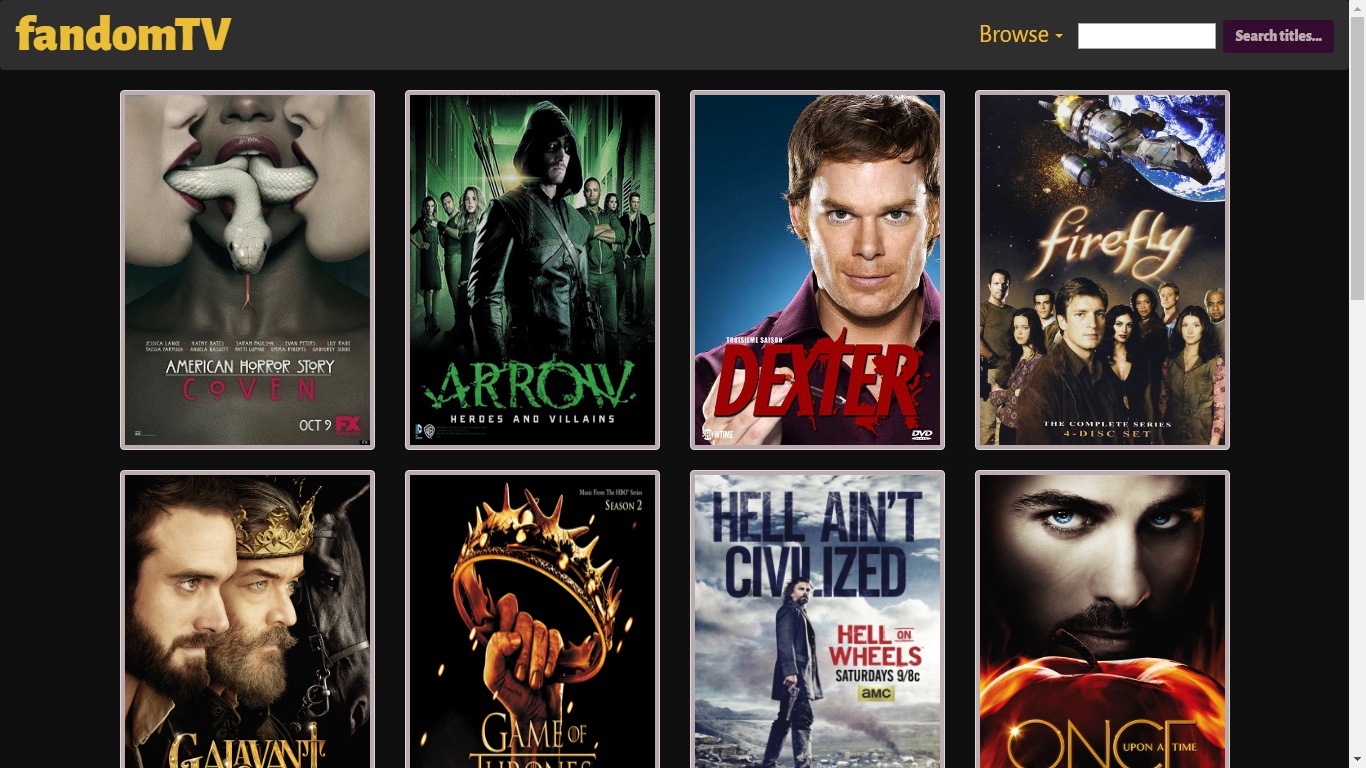 fandomTV
Browse
Search titles...
JESSICA LANGE KATHY BATES SARAH PAULSON EVAN PETERS LILY RABE
TAISSA FARMIGA ANGELA BASSETT PATTI LUPONE EMMA ROBERTS GABOUREY SIDIBE
AMERICAN HORROR STORY
COVEN
OCT 9 FX
ARROW
HEROES AND VILLAINS
TROISIEME SAISON
DEXTER
SHOWTIME
DVD
firefly
THE COMPLETE SERIES
4-DISC SET
GALAVANT
Music From The HBO Series
SEASON 2
GAME OF
THRONES
HELL AIN'T
CIVILIZED
HELL ON
WHEELS
SATURDAYS 9/8c
amc
ONCE
UPON A TIME